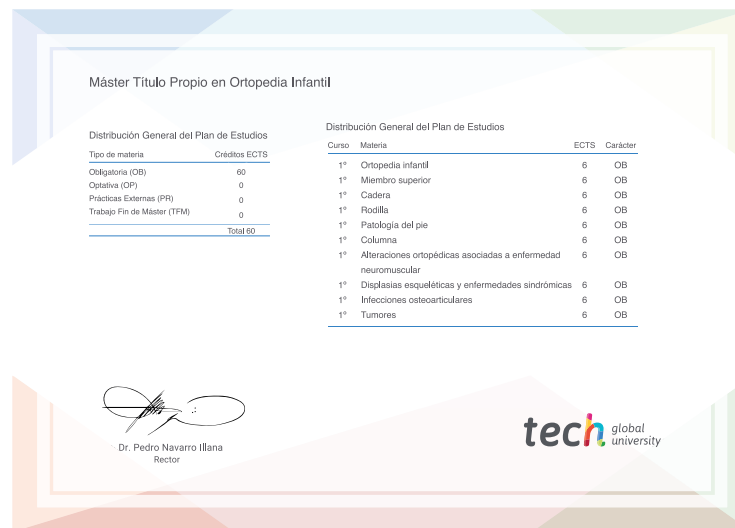 Máster Título Propio en Ortopedia Infantil
Distribución General del Plan de Estudios
Tipo de materia Créditos ECTS
Obligatoria (OB) 60
Optativa (OP) 0
Prácticas Externas (PR) 0
Trabajo Fin de Máster (TFM) 0
Total 60
Distribución General del Plan de Estudios
Curso Materia ECTS Carácter
1º Ortopedia infantil 6 OB
1º Miembro superior 6 OB
1º Cadera 6 OB
1º Rodilla 6 OB
1º Patología del pie 6 OB
1º Columna 6 OB
1º Alteraciones ortopédicas asociadas a enfermedad 6 OB
neuromuscular
1º Displasias esqueléticas y enfermedades sindrómicas 6 OB
1º Infecciones osteoarticulares 6 OB
1º Tumores 6 OB
Dr. Pedro Navarro Illana
Rector
tech global
university